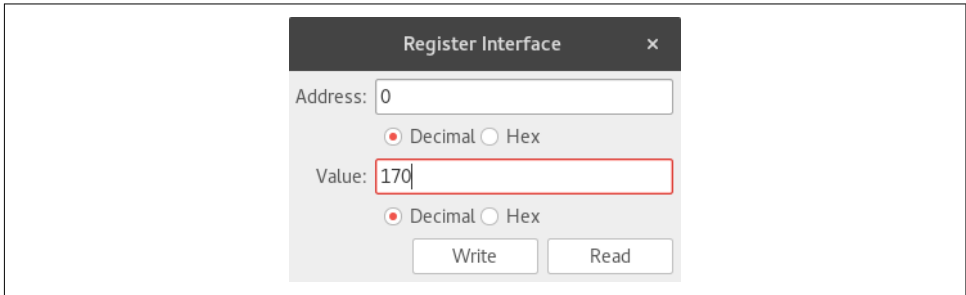 Register Interface ×
Address: 0
Decimal Hex
Value: 170
Decimal Hex
Write Read